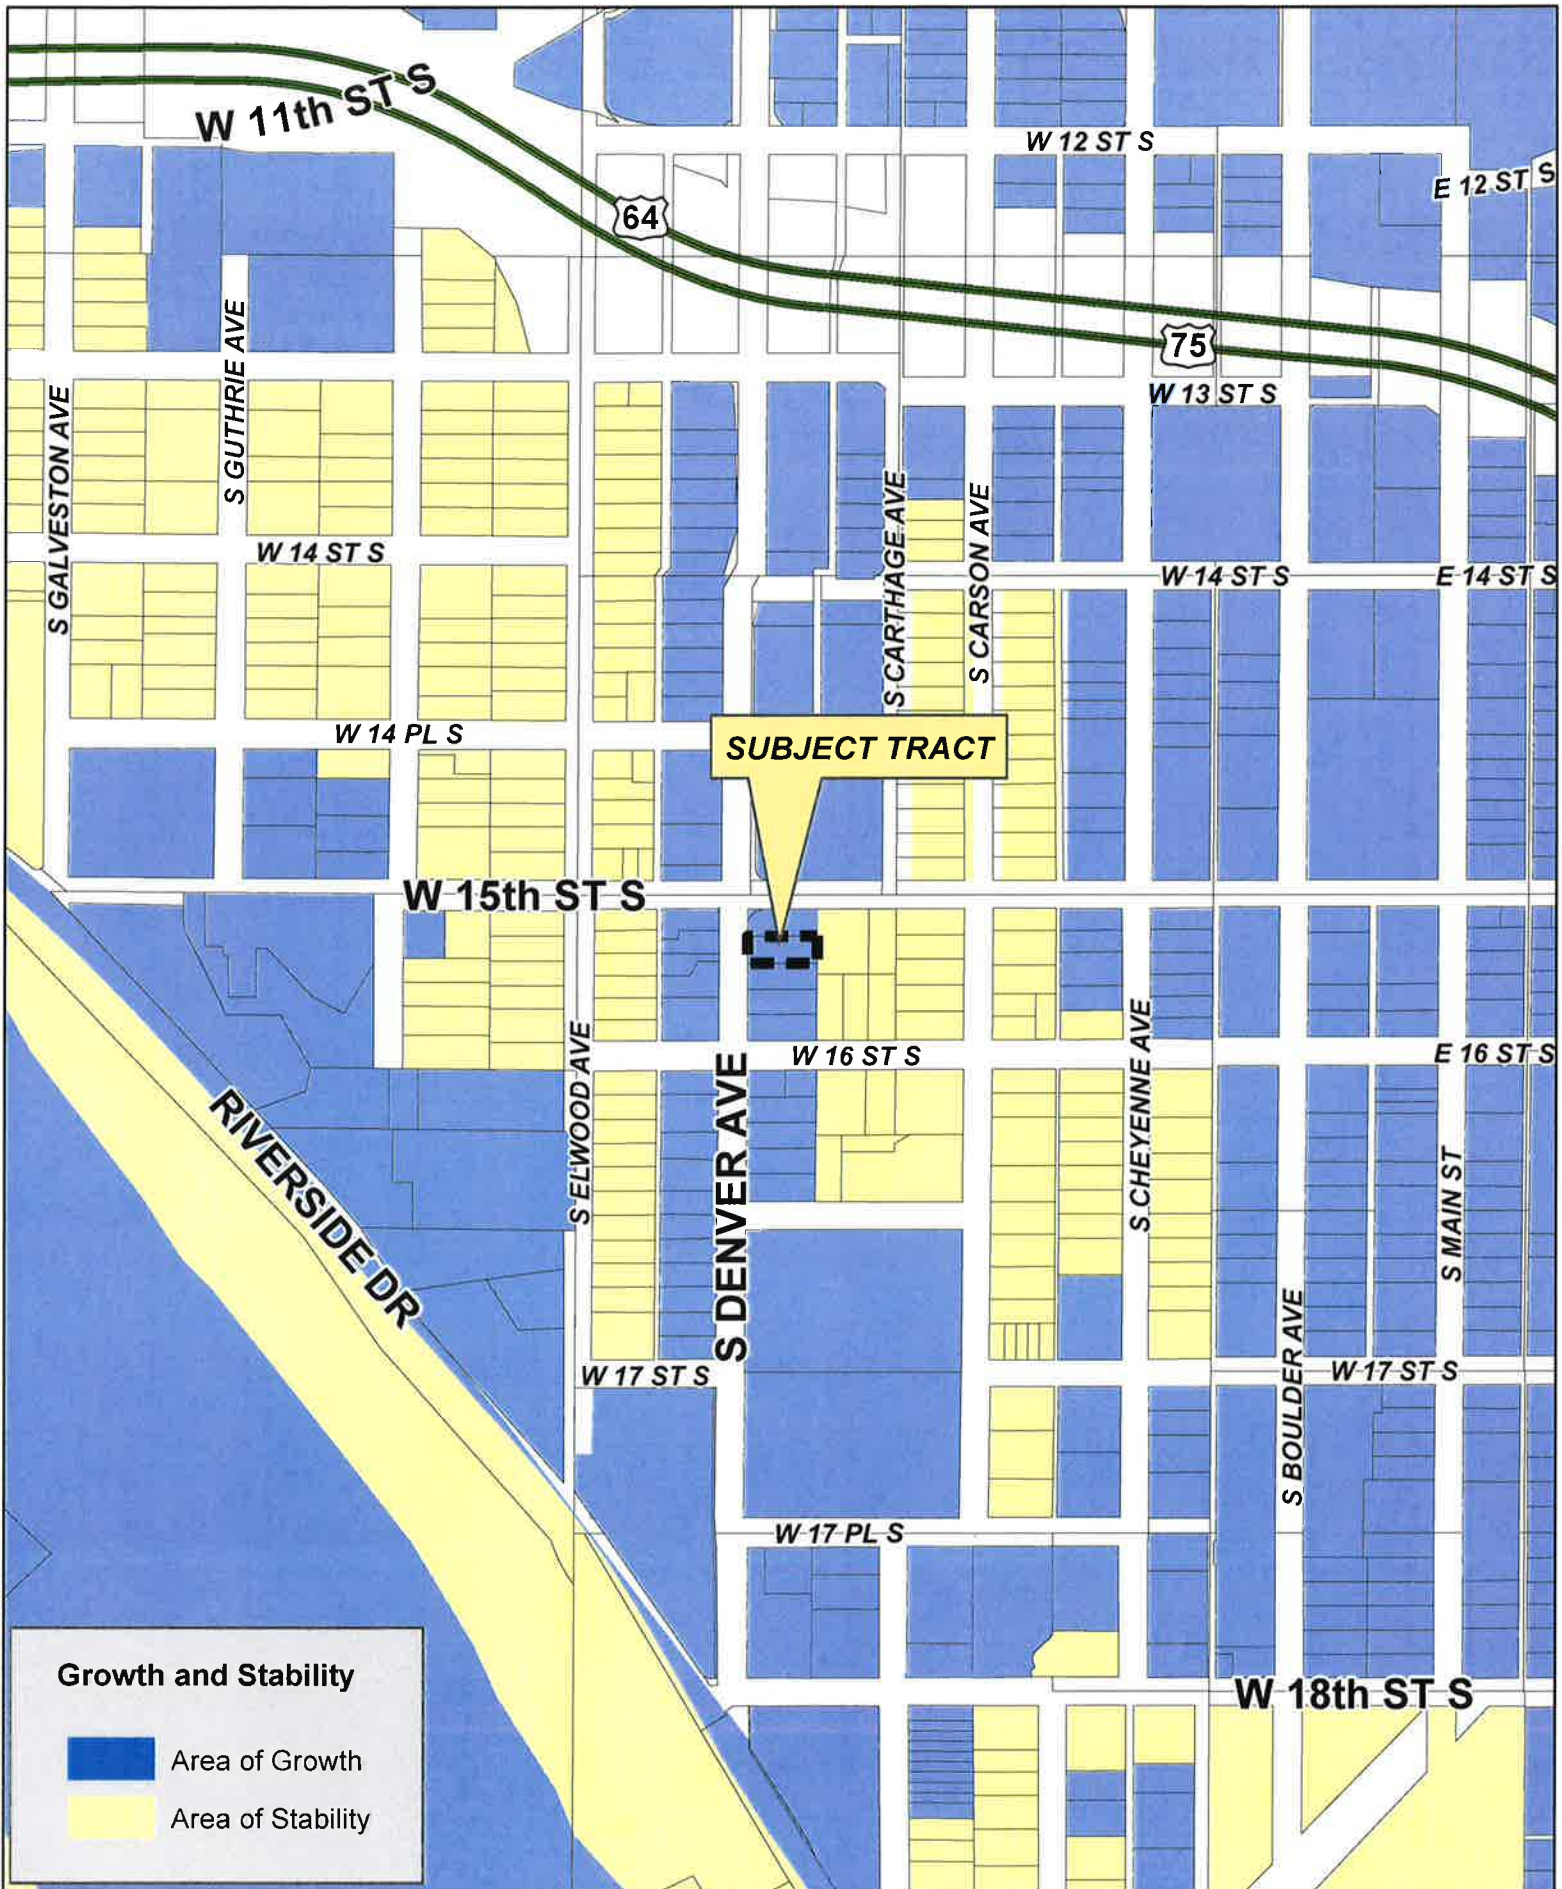 W 11th ST S
W 12 ST S
E 12 ST S
64
75
W 13 ST S
S GALVESTON AVE
S GUTHRIE AVE
S CARTHAGE AVE
S CARSON AVE
W 14 ST S
W 14 ST S
E 14 ST S
W 14 PL S
SUBJECT TRACT
W 15th ST S
W 16 ST S
E 16 ST S
S ELWOOD AVE
S DENVER AVE
S CHEYENNE AVE
RIVERSIDE DR
S MAIN ST
S BOULDER AVE
W 17 ST S
W 17 ST S
W 17 PL S
W 18th ST S
Growth and Stability
Area of Growth
Area of Stability